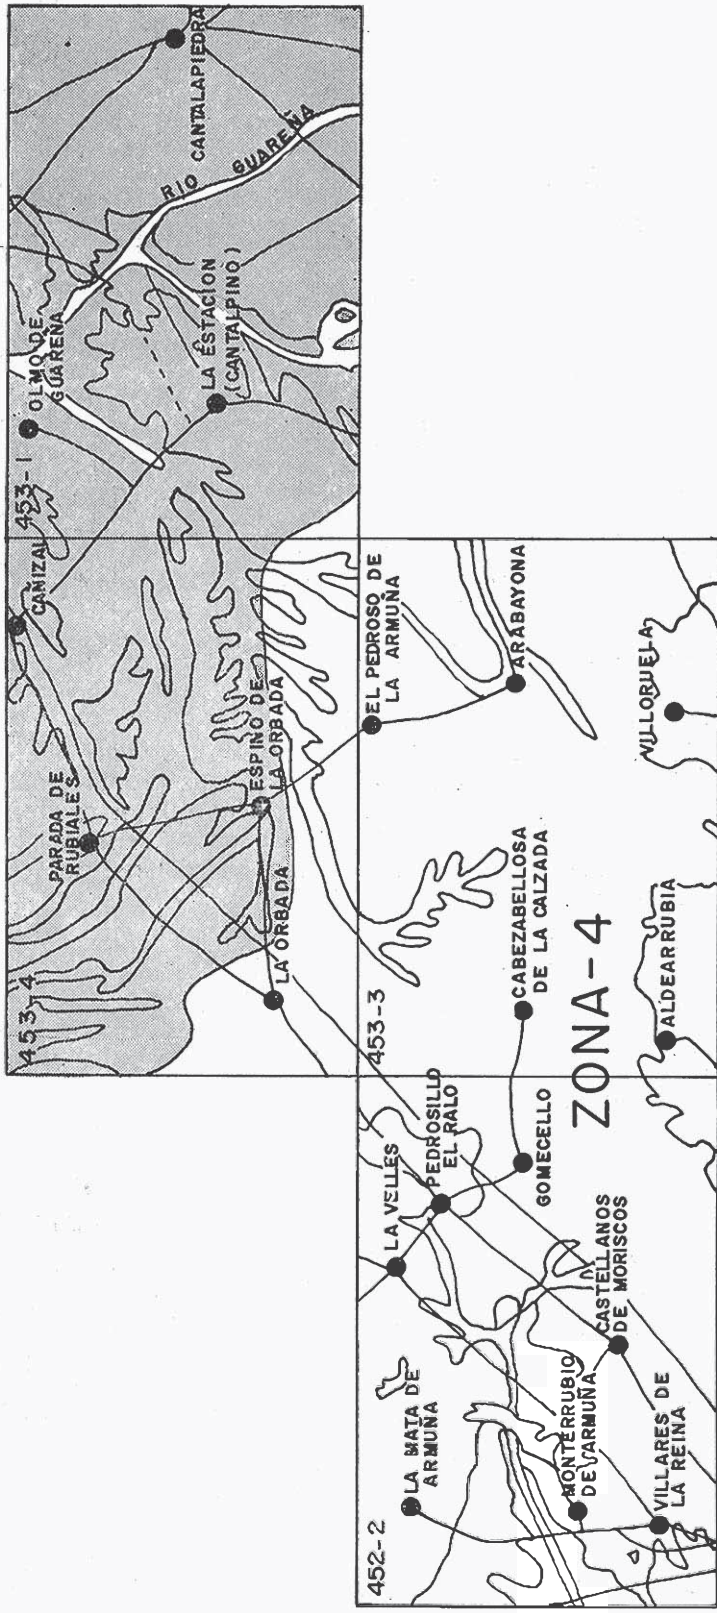 453-4
453-1
452-2
453-3
CAÑIZAL
OLMO DE
GUAREÑA
PARADA DE
RUBIALES
CANTALAPIEDRA
RIO GUAREÑA
LA ESTACION
(CANTALPINO)
ESPINO DE
LA ORBADA
LA ORBADA
LA VELLES
EL PEDROSO DE
LA ARMUÑA
LA MATA DE
ARMUÑA
PEDROSILLO
EL RALO
CABEZABELLOSA
DE LA CALZADA
ARABAYONA
GOMECELLO
MONTERRUBIO
DE ARMUÑA
CASTELLANOS
DE MORISCOS
ZONA-4
VILLARES DE
LA REINA
ALDEARRUBIA
VILLORUELA